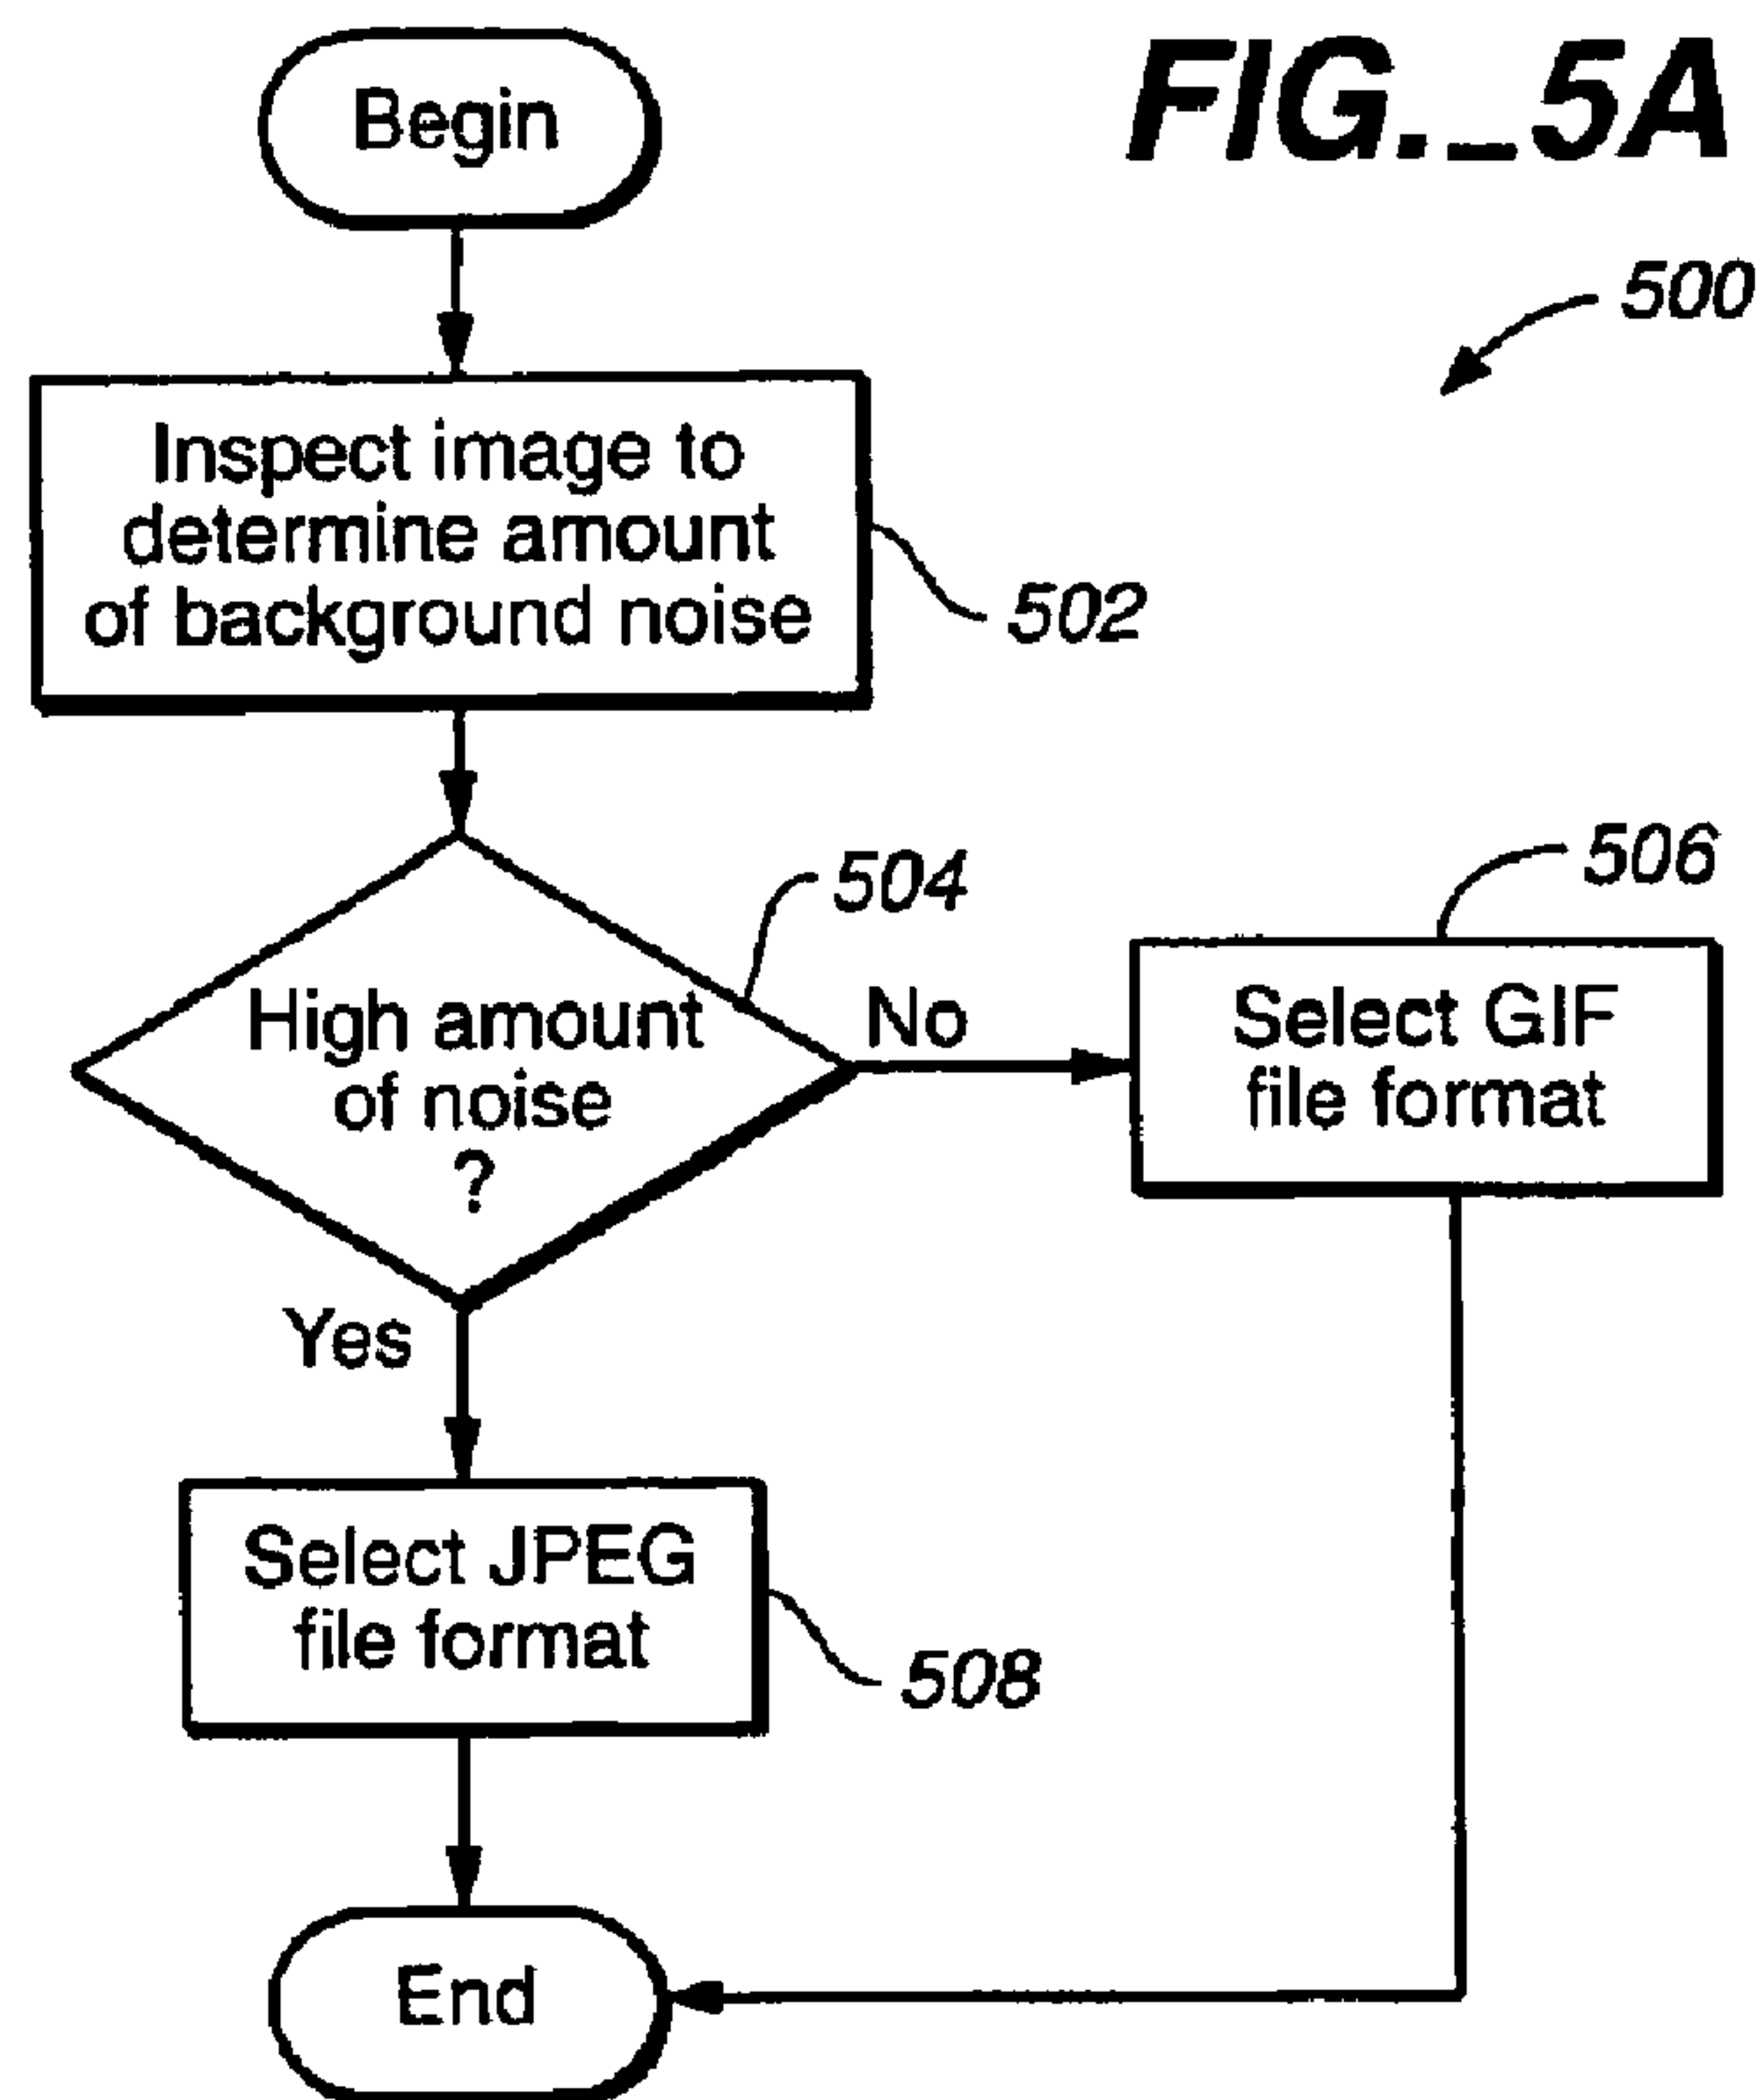 FIG._5A
Begin
500
Inspect image to
determine amount
of background noise
502
504
High amount
of noise
?
No
506
Select GIF
file format
Yes
Select JPEG
file format
508
End